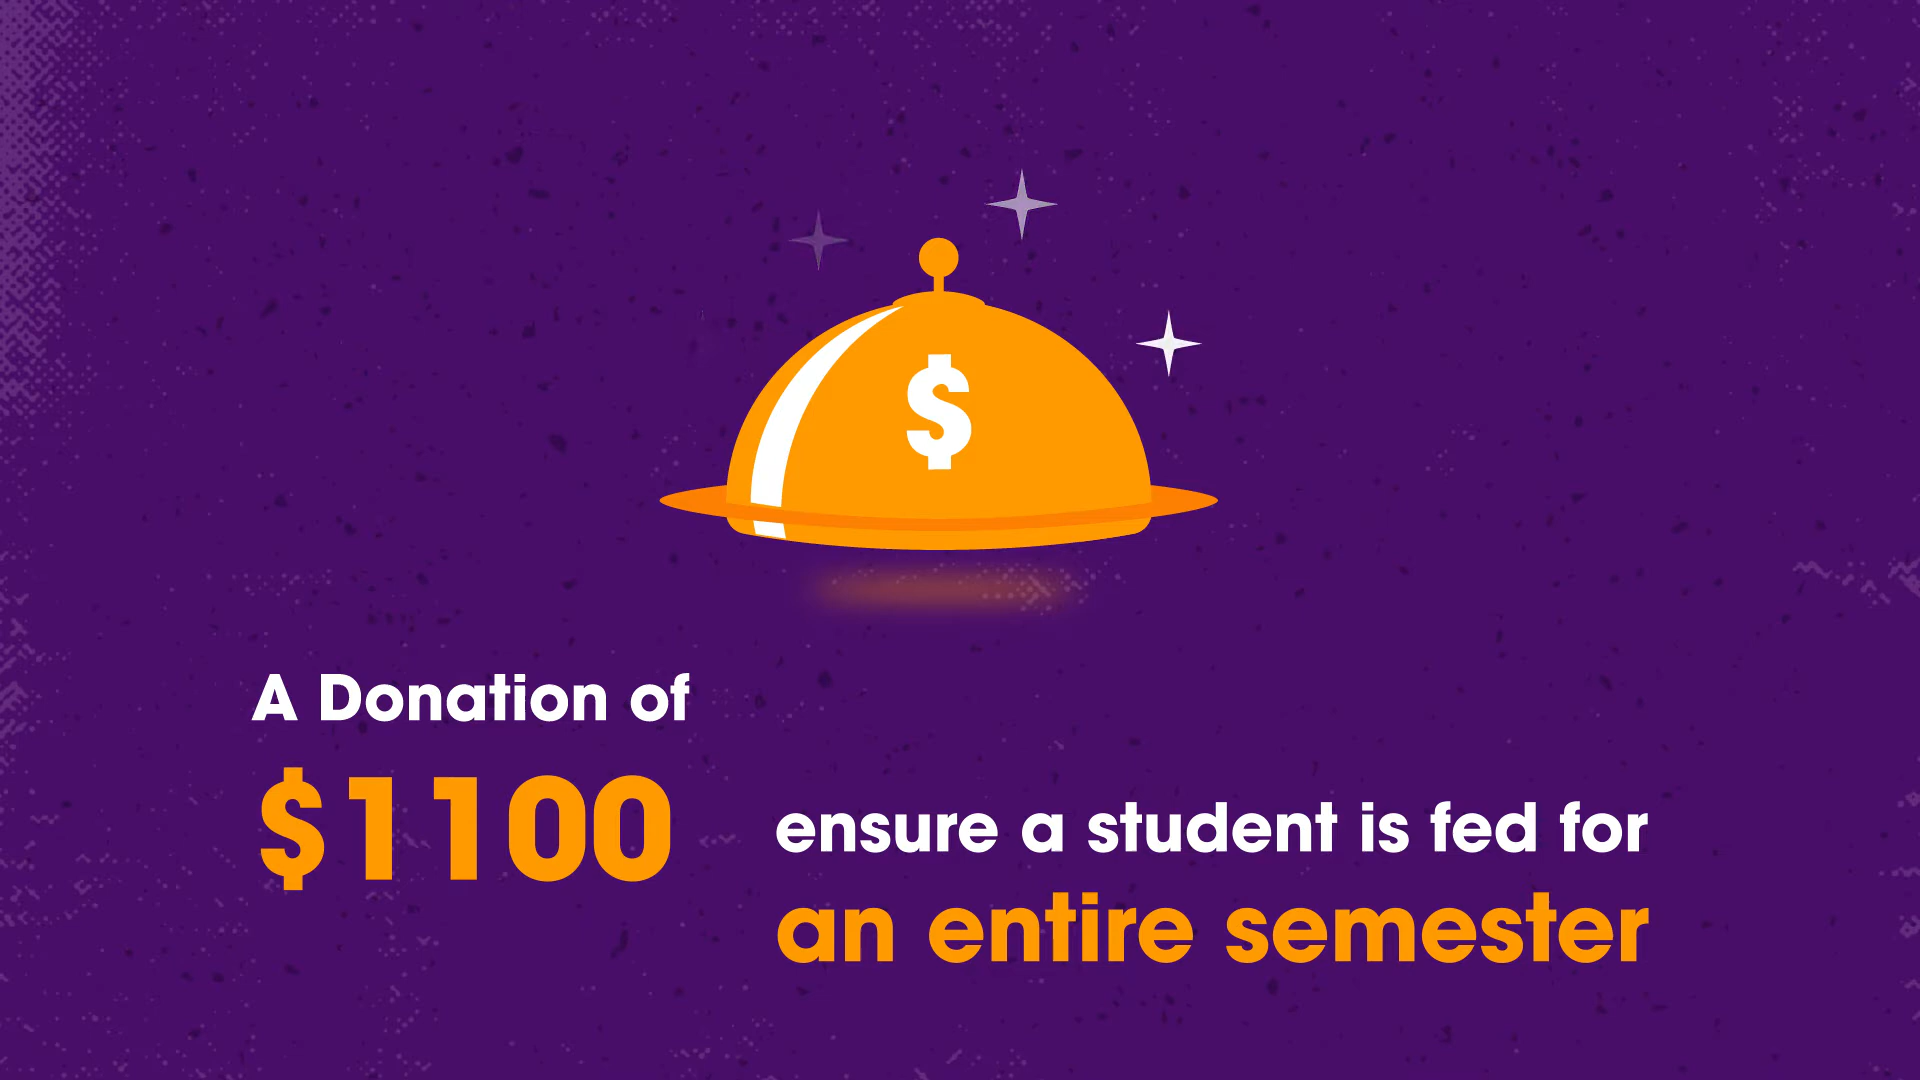 $
A Donation of
$1100
ensure a student is fed for
an entire semester